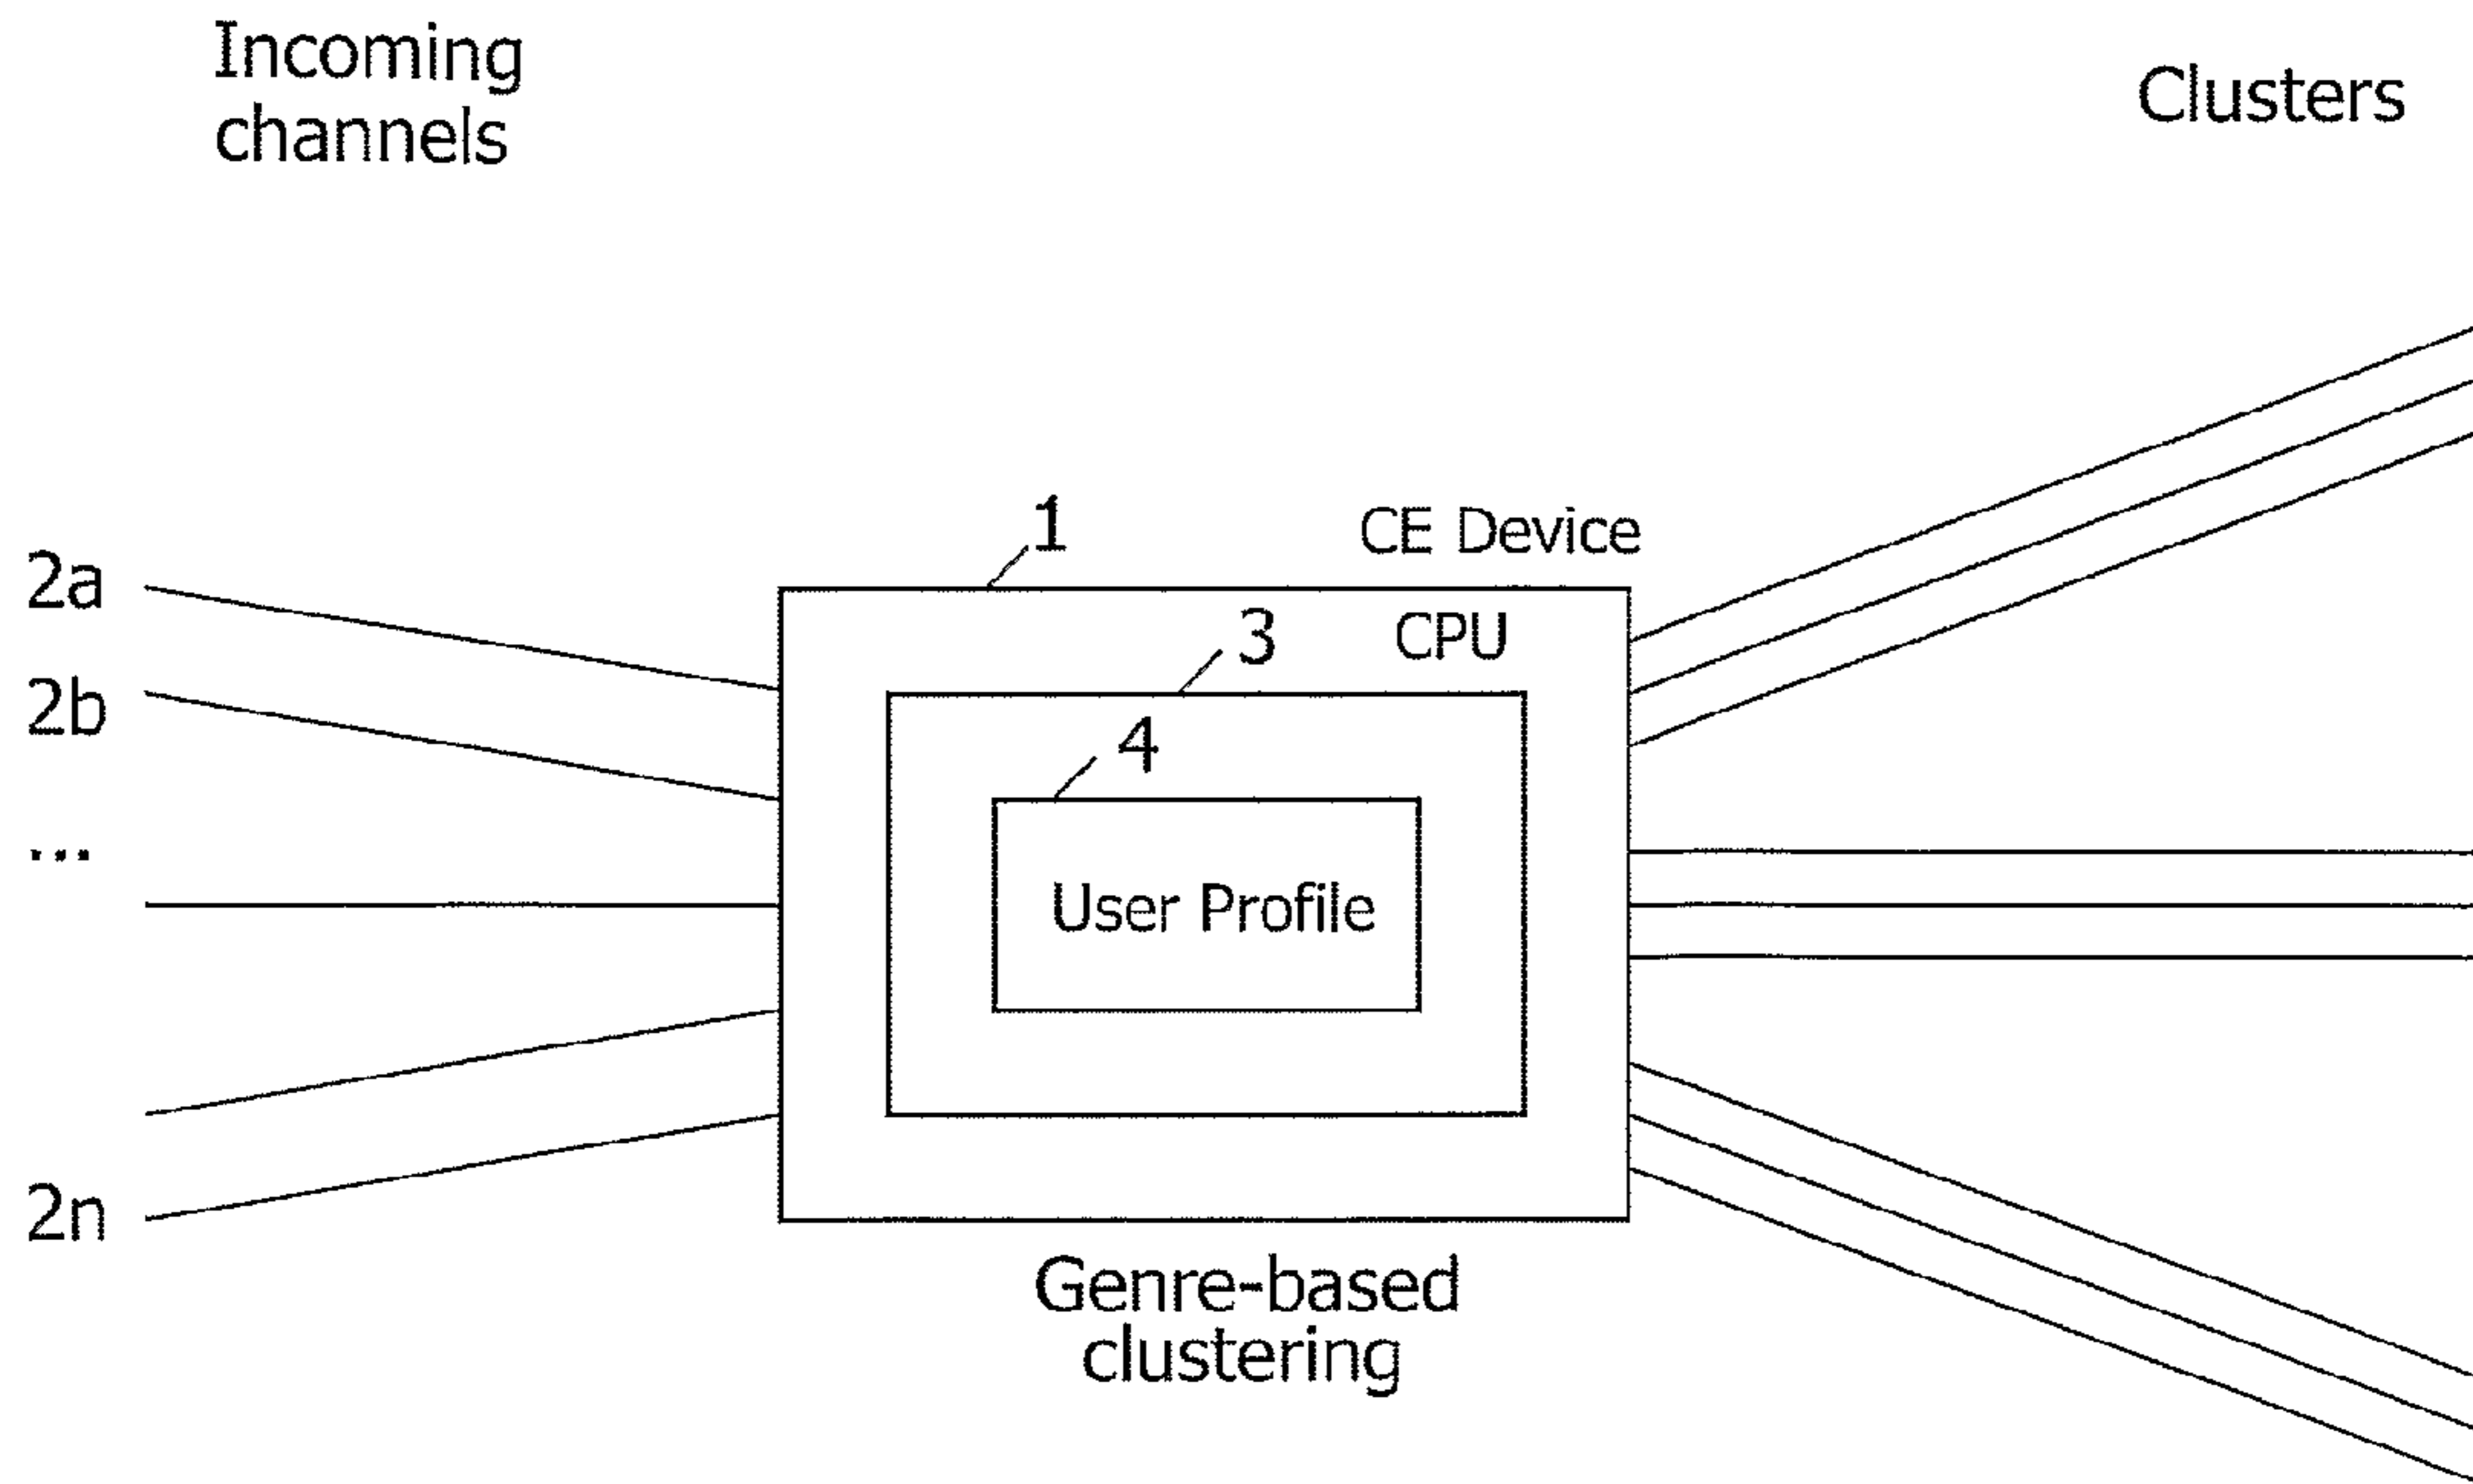 Incoming
channels
Clusters
1
CE Device
2a
3
CPU
2b
4
...
User Profile
2n
Genre-based
clustering